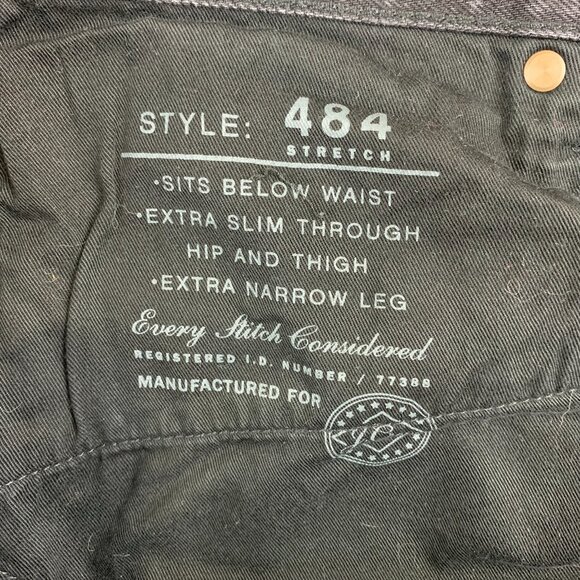 STYLE: 484
STRETCH
•SITS BELOW WAIST
•EXTRA SLIM THROUGH
HIP AND THIGH
•EXTRA NARROW LEG
Every Stitch Considered
REGISTERED I.D. NUMBER / 77388
MANUFACTURED FOR
JC